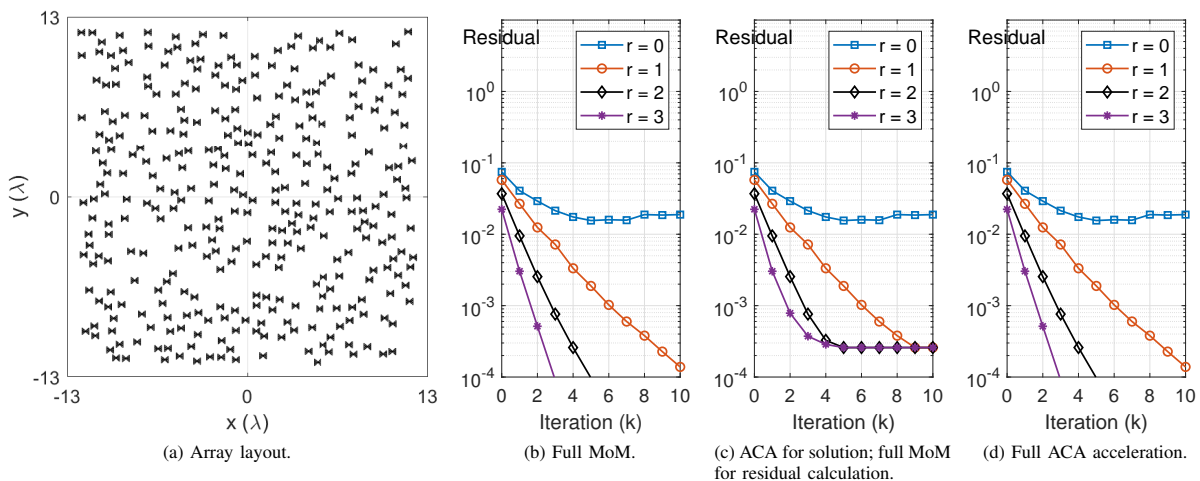 13
0
-13
y (λ)
-13
0
13
x (λ)
(a) Array layout.
Residual
10^0
10^-1
10^-2
10^-3
10^-4
r = 0
r = 1
r = 2
r = 3
0 2 4 6 8 10
Iteration (k)
(b) Full MoM.
Residual
10^0
10^-1
10^-2
10^-3
10^-4
r = 0
r = 1
r = 2
r = 3
0 2 4 6 8 10
Iteration (k)
(c) ACA for solution; full MoM
for residual calculation.
Residual
10^0
10^-1
10^-2
10^-3
10^-4
r = 0
r = 1
r = 2
r = 3
0 2 4 6 8 10
Iteration (k)
(d) Full ACA acceleration.